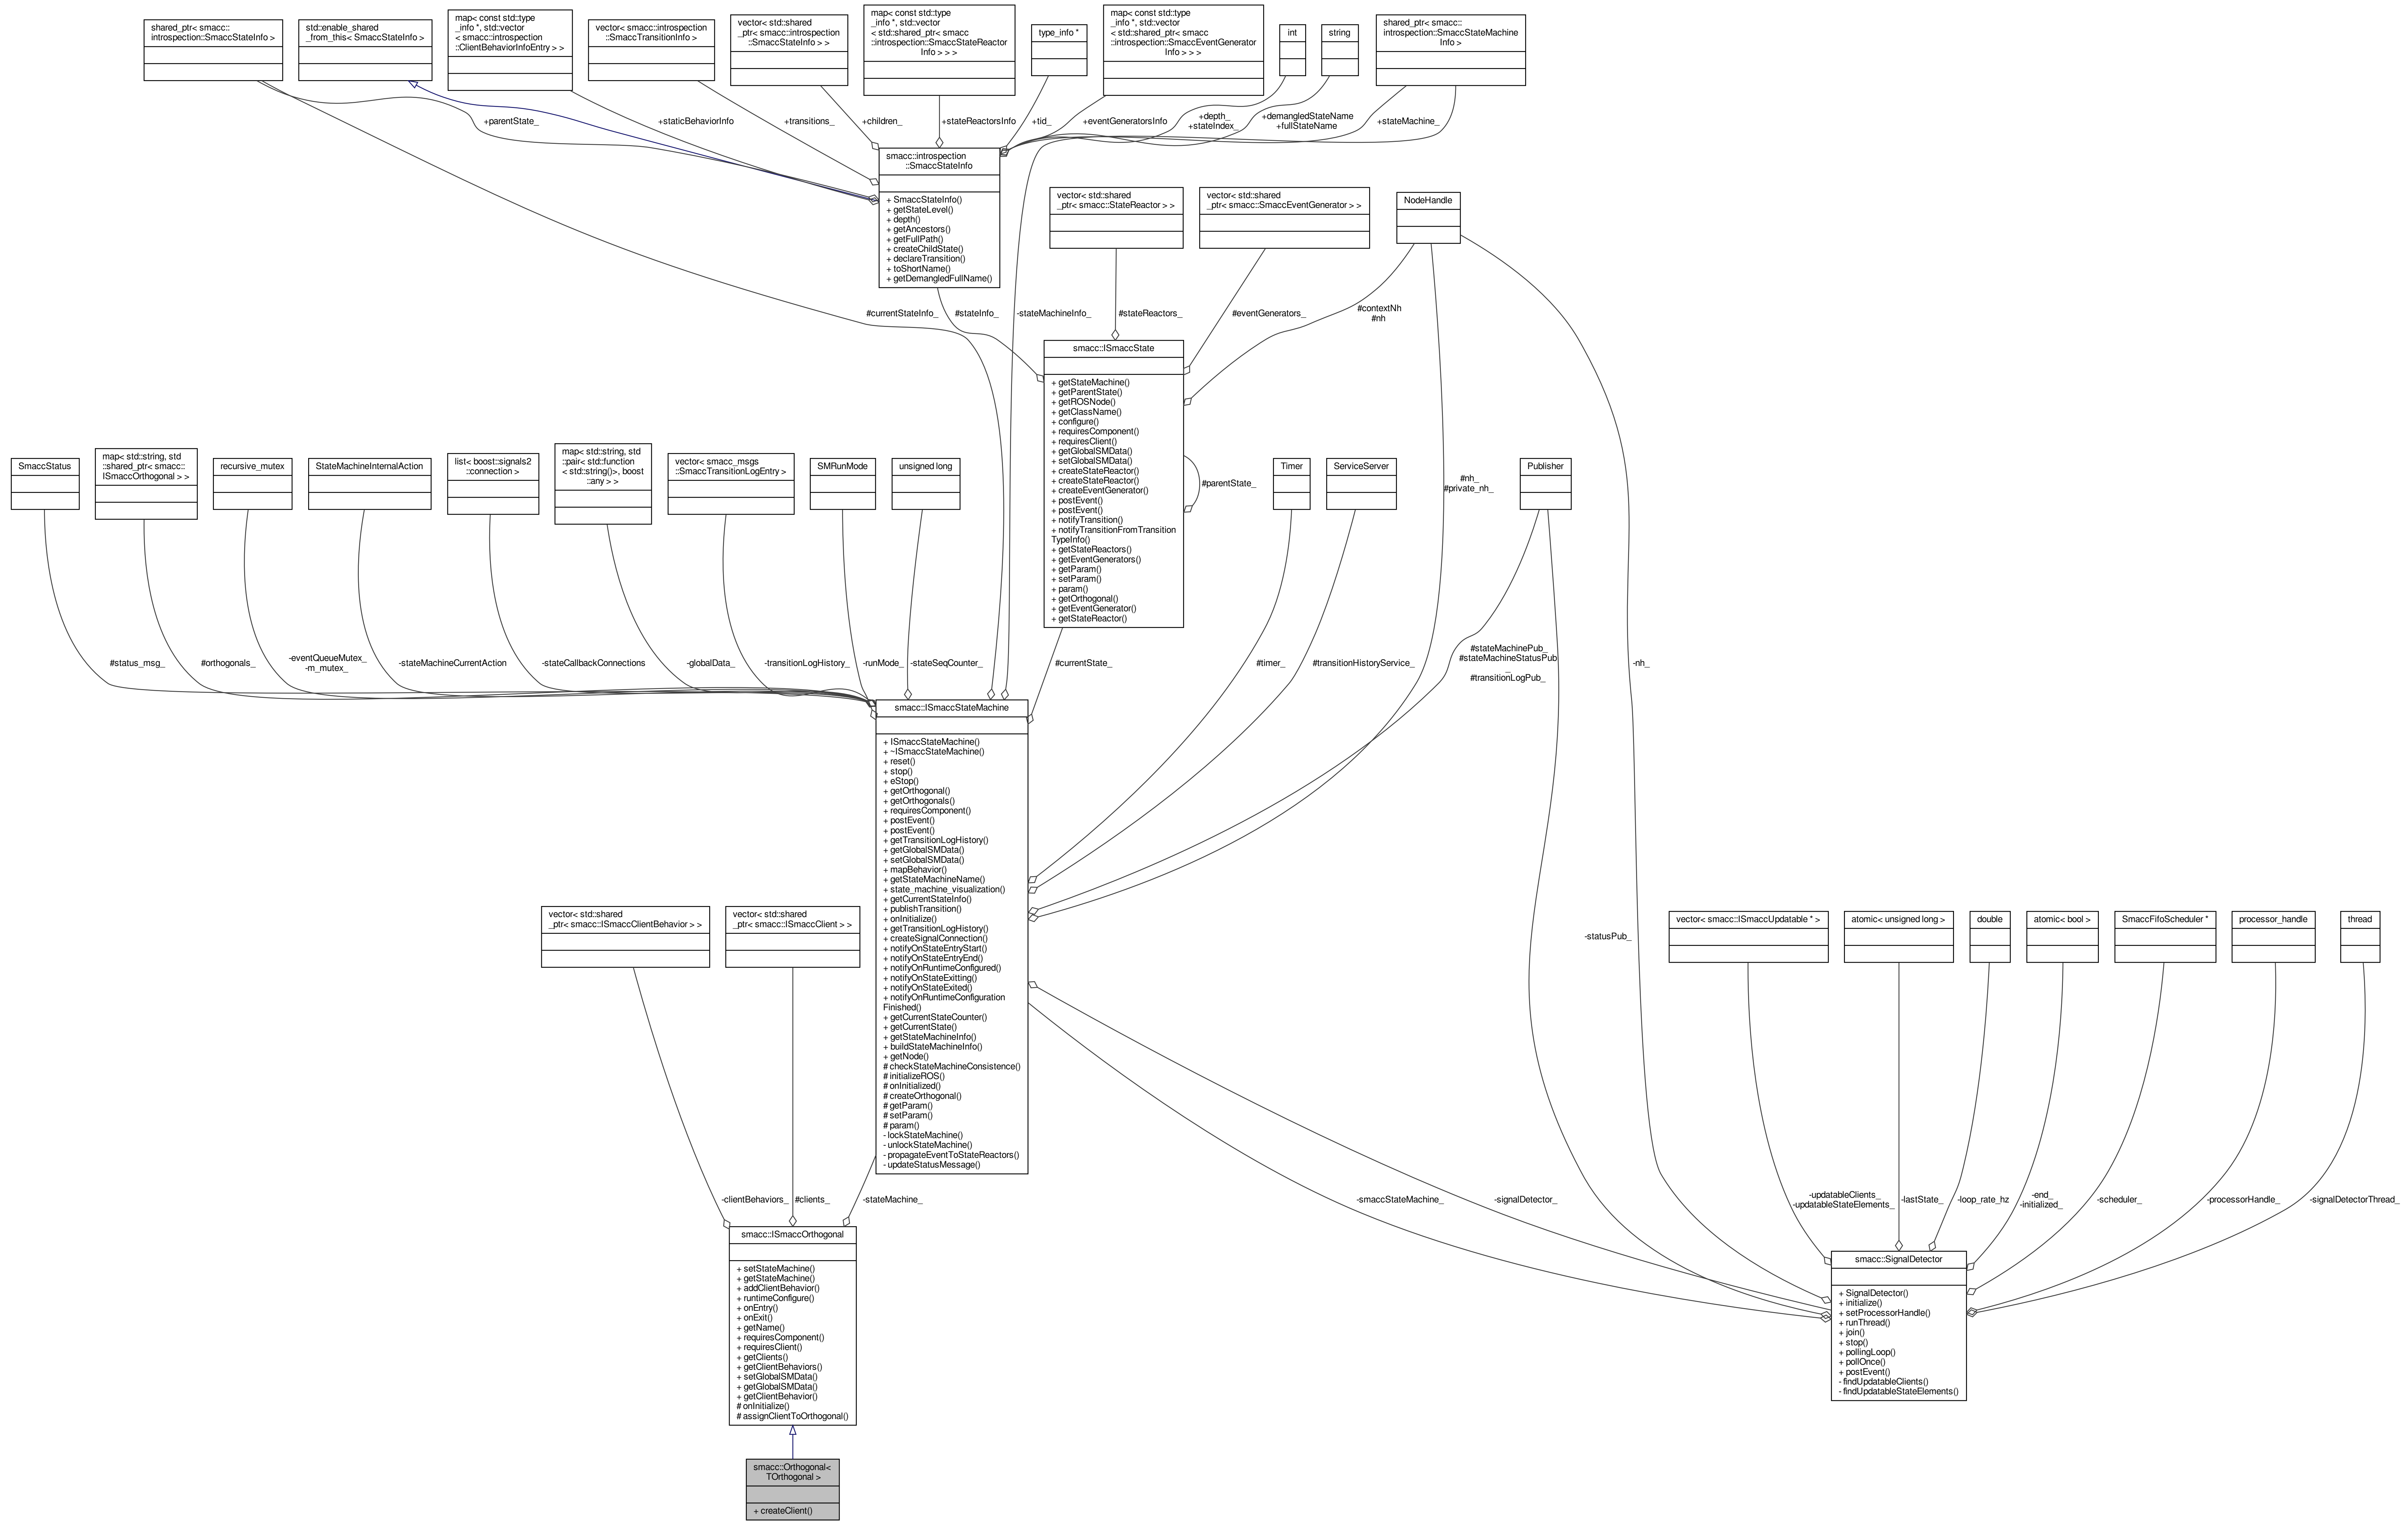 shared_ptr< smacc::
introspection::SmaccStateInfo >
std::enable_shared
_from_this< SmaccStateInfo >
map< const std::type
_info *, std::vector
< smacc::introspection
::ClientBehaviorInfoEntry > >
vector< smacc::introspection
::SmaccTransitionInfo >
vector< std::shared
_ptr< smacc::introspection
::SmaccStateInfo > >
map< const std::type
_info *, std::vector
< std::shared_ptr< smacc
::introspection::SmaccStateReactor
Info > > >
type_info *
map< const std::type
_info *, std::vector
< std::shared_ptr< smacc
::introspection::SmaccEventGenerator
Info > > >
int
string
shared_ptr< smacc::
introspection::SmaccStateMachine
Info >
+parentState_
+staticBehaviorInfo
+transitions_
+children_
+stateReactorsInfo
+tid_
+eventGeneratorsInfo
+depth_
+stateIndex_
+demangledStateName
+fullStateName
+stateMachine_
smacc::introspection
::SmaccStateInfo
+ SmaccStateInfo()
+ getStateLevel()
+ depth()
+ getAncestors()
+ getFullPath()
+ createChildState()
+ declareTransition()
+ toShortName()
+ getDemangledFullName()
vector< std::shared
_ptr< smacc::StateReactor > >
vector< std::shared
_ptr< smacc::SmaccEventGenerator > >
NodeHandle
#currentStateInfo_
#stateInfo_
-stateMachineInfo_
#stateReactors_
#eventGenerators_
#contextNh
#nh
smacc::ISmaccState
+ getStateMachine()
+ getParentState()
+ getROSNode()
+ getClassName()
+ configure()
+ requiresComponent()
+ requiresClient()
+ getGlobalSMData()
+ setGlobalSMData()
+ createStateReactor()
+ createStateReactor()
+ createEventGenerator()
+ postEvent()
+ postEvent()
+ notifyTransition()
+ notifyTransitionFromTransition
TypeInfo()
+ getStateReactors()
+ getEventGenerators()
+ getParam()
+ setParam()
+ param()
+ getOrthogonal()
+ getEventGenerator()
+ getStateReactor()
#parentState_
SmaccStatus
map< std::string, std
::shared_ptr< smacc::
ISmaccOrthogonal > >
recursive_mutex
StateMachineInternalAction
list< boost::signals2
::connection >
map< std::string, std
::pair< std::function
< std::string()>, boost
::any > >
vector< smacc_msgs
::SmaccTransitionLogEntry >
SMRunMode
unsigned long
Timer
ServiceServer
Publisher
#nh_
#private_nh_
#status_msg_
#orthogonals_
-eventQueueMutex_
-m_mutex_
-stateMachineCurrentAction
-stateCallbackConnections
-globalData_
-transitionLogHistory_
-runMode_
-stateSeqCounter_
#currentState_
#timer_
#transitionHistoryService_
#stateMachinePub_
#stateMachineStatusPub
_
#transitionLogPub_
-nh_
smacc::ISmaccStateMachine
+ ISmaccStateMachine()
+ ~ISmaccStateMachine()
+ reset()
+ stop()
+ eStop()
+ getOrthogonal()
+ getOrthogonals()
+ requiresComponent()
+ postEvent()
+ postEvent()
+ getTransitionLogHistory()
+ getGlobalSMData()
+ setGlobalSMData()
+ mapBehavior()
+ getStateMachineName()
+ state_machine_visualization()
+ getCurrentStateInfo()
+ publishTransition()
+ onInitialize()
+ getTransitionLogHistory()
+ createSignalConnection()
+ notifyOnStateEntryStart()
+ notifyOnStateEntryEnd()
+ notifyOnRuntimeConfigured()
+ notifyOnStateExitting()
+ notifyOnStateExited()
+ notifyOnRuntimeConfiguration
Finished()
+ getCurrentStateCounter()
+ getCurrentState()
+ getStateMachineInfo()
+ buildStateMachineInfo()
+ getNode()
# checkStateMachineConsistence()
# initializeROS()
# onInitialized()
# createOrthogonal()
# getParam()
# setParam()
# param()
- lockStateMachine()
- unlockStateMachine()
- propagateEventToStateReactors()
- updateStatusMessage()
vector< std::shared
_ptr< smacc::ISmaccClientBehavior > >
vector< std::shared
_ptr< smacc::ISmaccClient > >
-statusPub_
vector< smacc::ISmaccUpdatable * >
atomic< unsigned long >
double
atomic< bool >
SmaccFifoScheduler *
processor_handle
thread
-clientBehaviors_
#clients_
-stateMachine_
-smaccStateMachine_
-signalDetector_
-updatableClients_
-updatableStateElements_
-lastState_
-loop_rate_hz
-end_
-initialized_
-scheduler_
-processorHandle_
-signalDetectorThread_
smacc::ISmaccOrthogonal
+ setStateMachine()
+ getStateMachine()
+ addClientBehavior()
+ runtimeConfigure()
+ onEntry()
+ onExit()
+ getName()
+ requiresComponent()
+ requiresClient()
+ getClients()
+ getClientBehaviors()
+ setGlobalSMData()
+ getGlobalSMData()
+ getClientBehavior()
# onInitialize()
# assignClientToOrthogonal()
smacc::SignalDetector
+ SignalDetector()
+ initialize()
+ setProcessorHandle()
+ runThread()
+ join()
+ stop()
+ pollingLoop()
+ pollOnce()
+ postEvent()
- findUpdatableClients()
- findUpdatableStateElements()
smacc::Orthogonal<
TOrthogonal >
+ createClient()